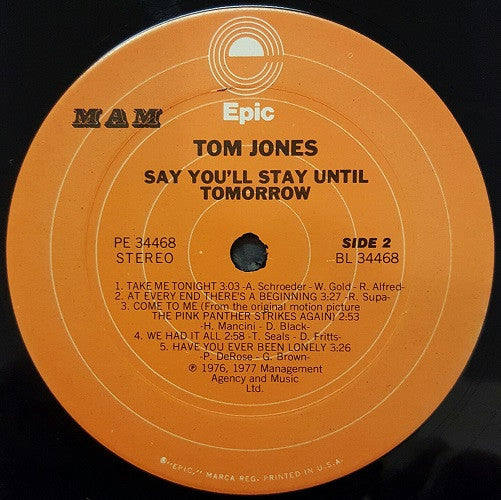 Epic
MAM
TOM JONES
SAY YOU'LL STAY UNTIL
TOMORROW
PE 34468
STEREO
SIDE 2
BL 34468
1. TAKE ME TONIGHT 3:03 -A. Schroeder - W. Gold- R. Alfred-
2. AT EVERY END THERE'S A BEGINNING 3:27 -R. Supa-
3. COME TO ME (From the original motion picture
THE PINK PANTHER STRIKES AGAIN) 2:53
-H. Mancini - D. Black-
4. WE HAD IT ALL 2:58 -T. Seals - D. Fritts-
5. HAVE YOU EVER BEEN LONELY 3:26
-P. DeRose - G. Brown-
℗ 1976, 1977 Management
Agency and Music
Ltd.
®"EPIC," MARCA REG. PRINTED IN U.S.A.